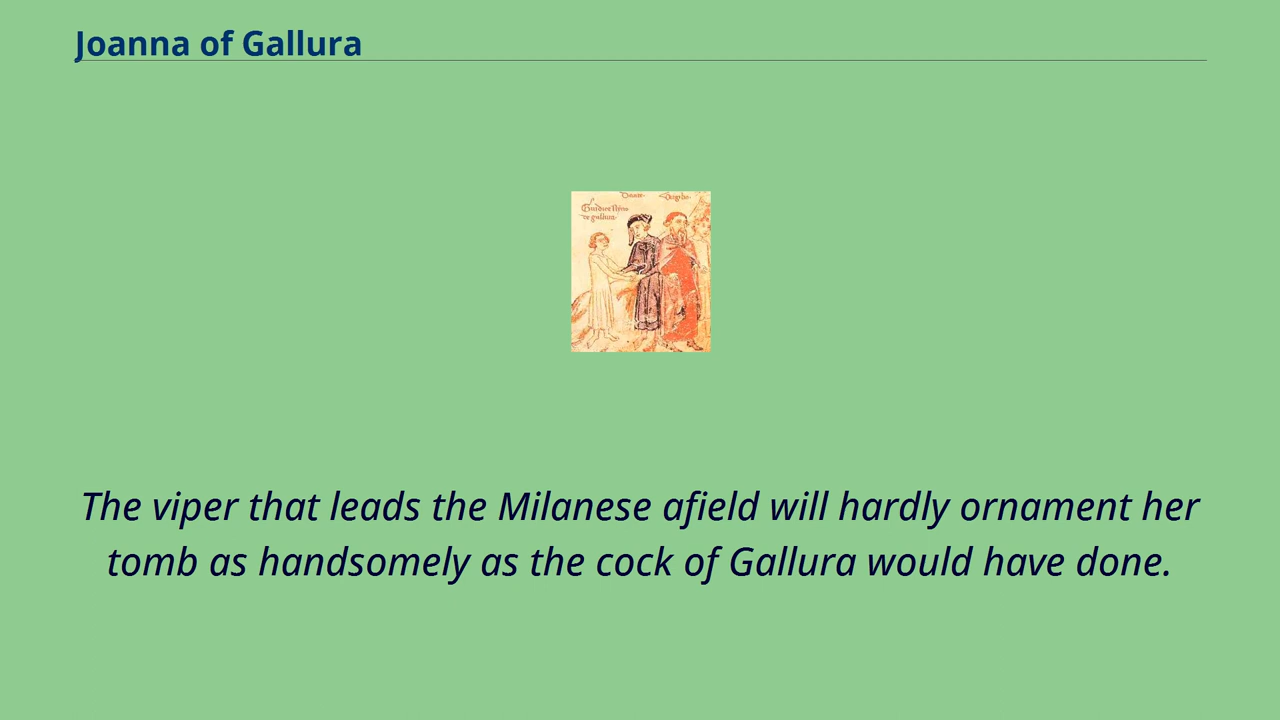 Joanna of Gallura
The viper that leads the Milanese afield will hardly ornament her
tomb as handsomely as the cock of Gallura would have done.